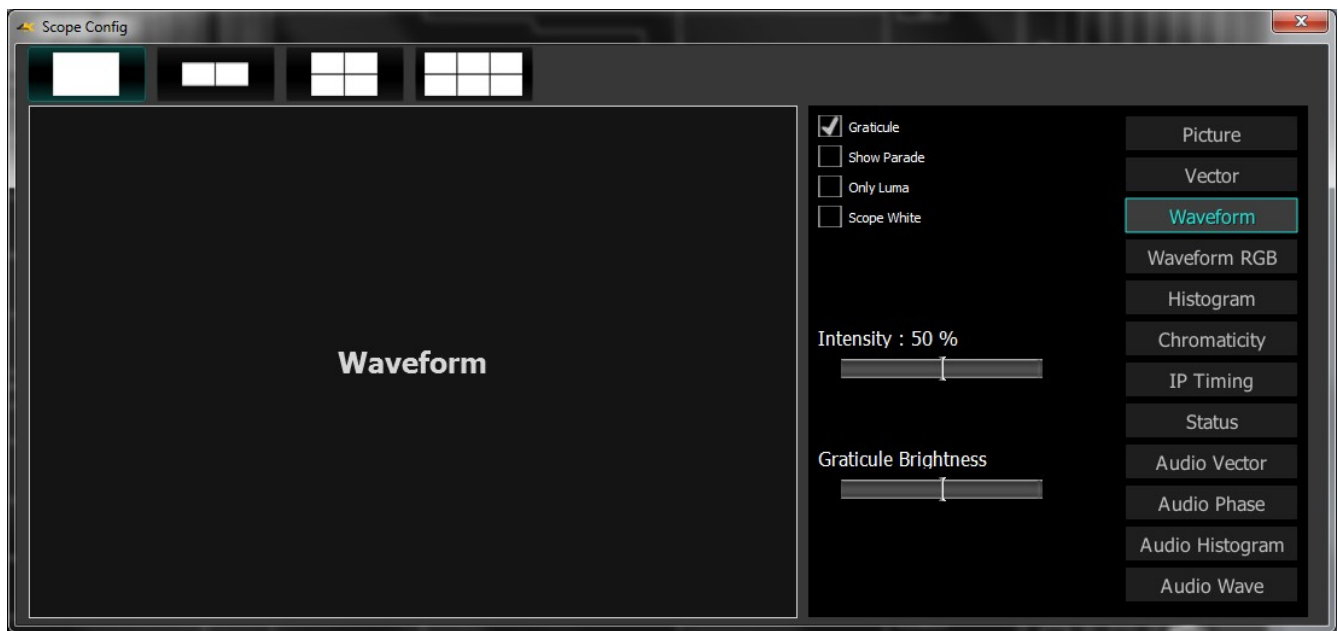 Scope Config
Graticule
Show Parade
Only Luma
Scope White
Intensity : 50 %
Graticule Brightness
Waveform
Picture
Vector
Waveform
Waveform RGB
Histogram
Chromaticity
IP Timing
Status
Audio Vector
Audio Phase
Audio Histogram
Audio Wave